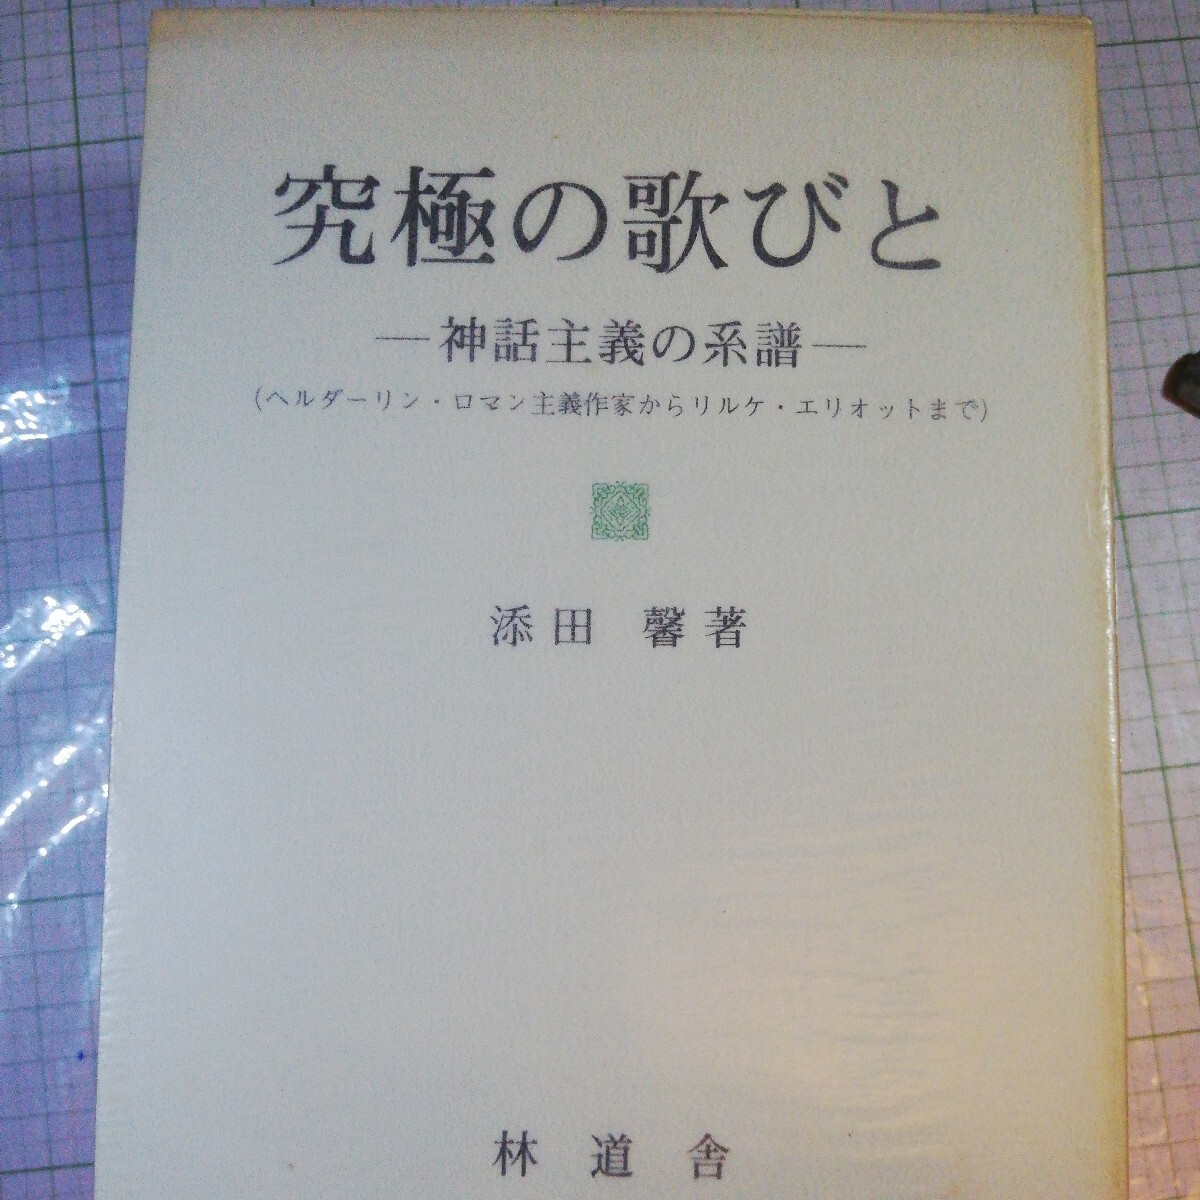 究極の歌びと
—神話主義の系譜—
(ヘルダーリン・ロマン主義作家からリルケ・エリオットまで)
添田 馨著
林道舎